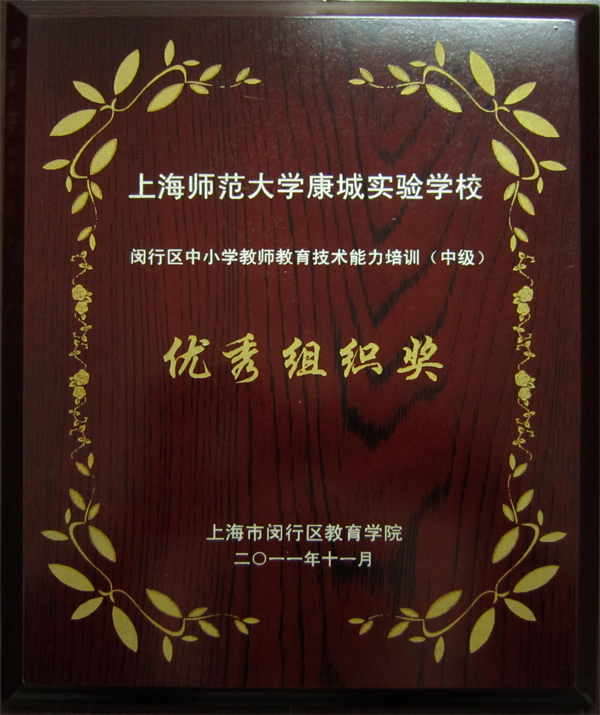 上海师范大学康城实验学校
闵行区中小学教师教育技术能力培训（中级）
优秀组织奖
上海市闵行区教育学院
二〇一一年十一月